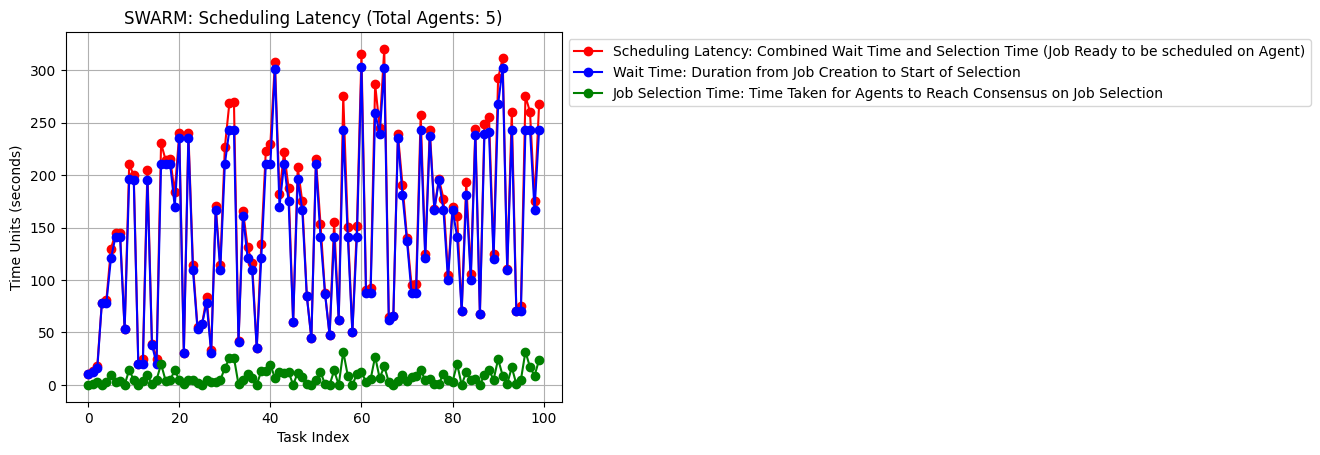 SWARM: Scheduling Latency (Total Agents: 5)
Scheduling Latency: Combined Wait Time and Selection Time (Job Ready to be scheduled on Agent)
Wait Time: Duration from Job Creation to Start of Selection
Job Selection Time: Time Taken for Agents to Reach Consensus on Job Selection
Time Units (seconds)
300
250
200
150
100
50
0
0 20 40 60 80 100
Task Index